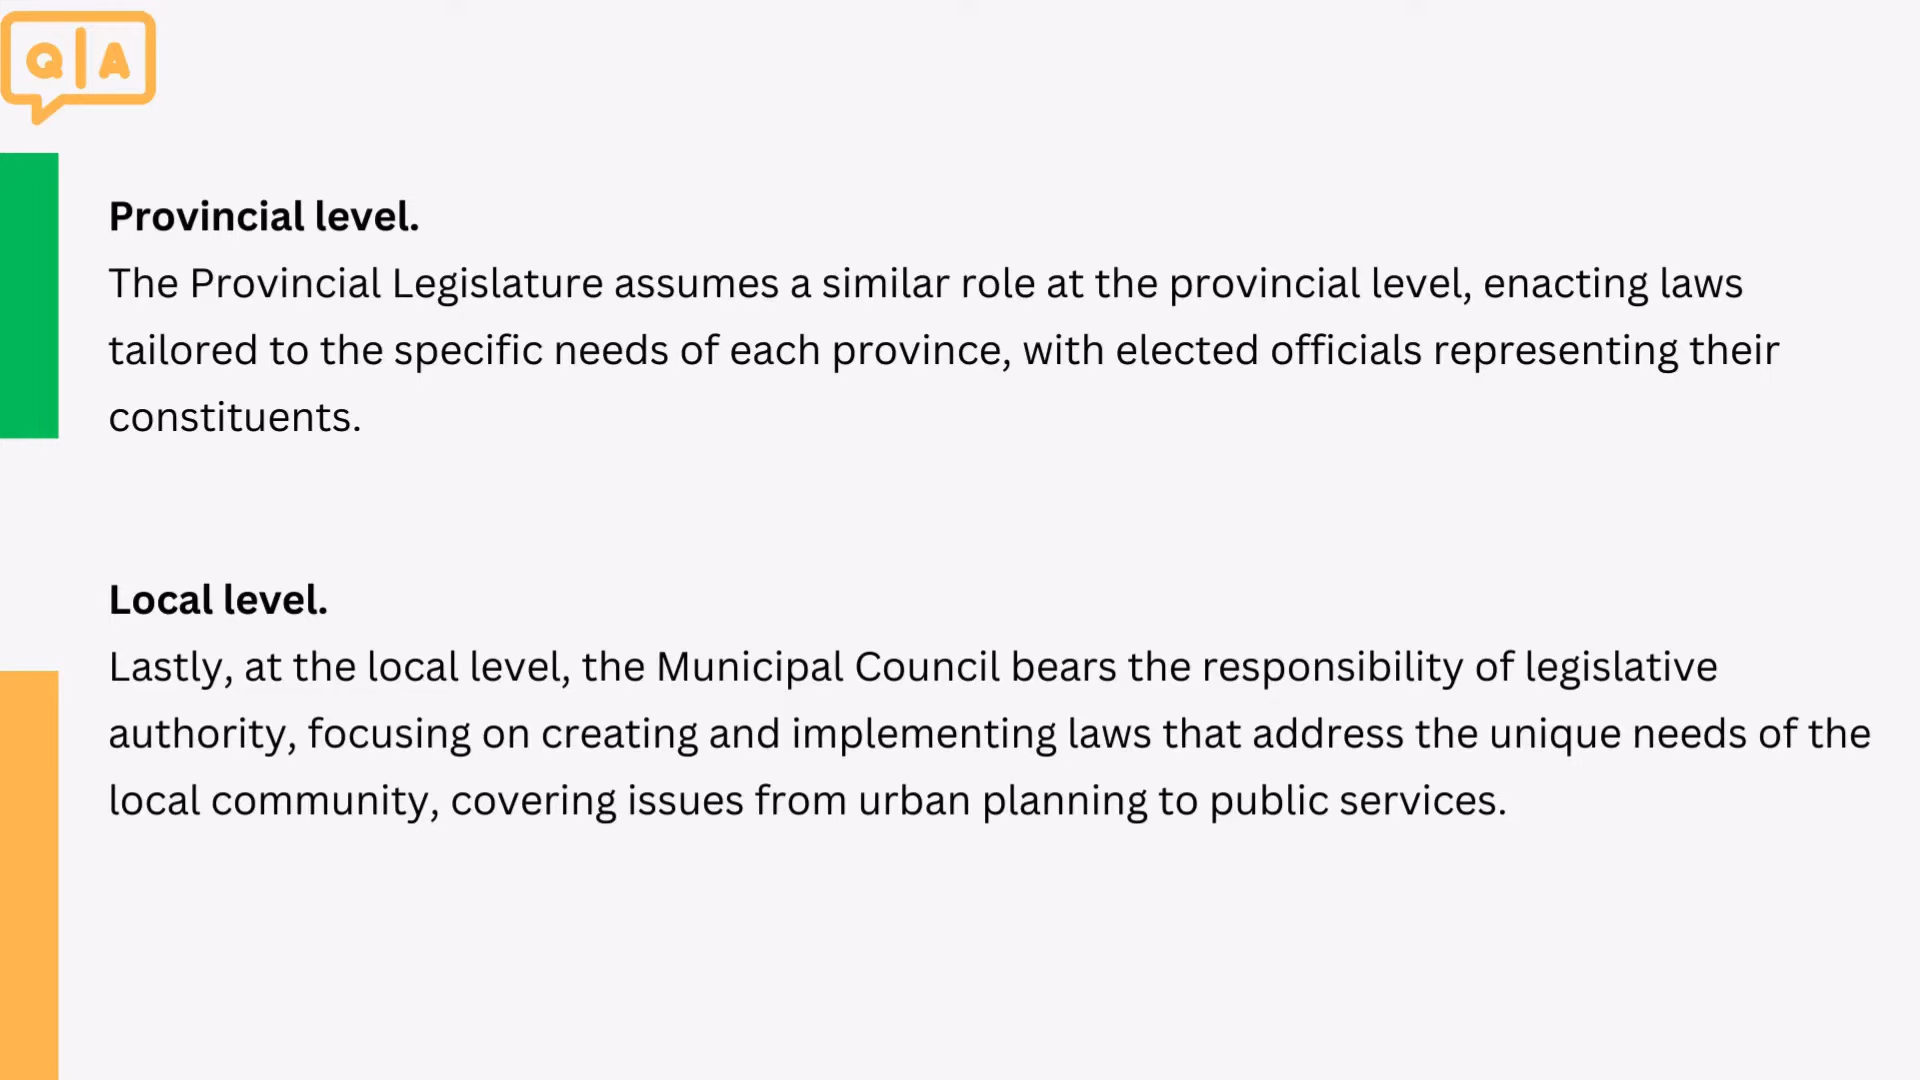 Q|A
Provincial level.
The Provincial Legislature assumes a similar role at the provincial level, enacting laws
tailored to the specific needs of each province, with elected officials representing their
constituents.
Local level.
Lastly, at the local level, the Municipal Council bears the responsibility of legislative
authority, focusing on creating and implementing laws that address the unique needs of the
local community, covering issues from urban planning to public services.